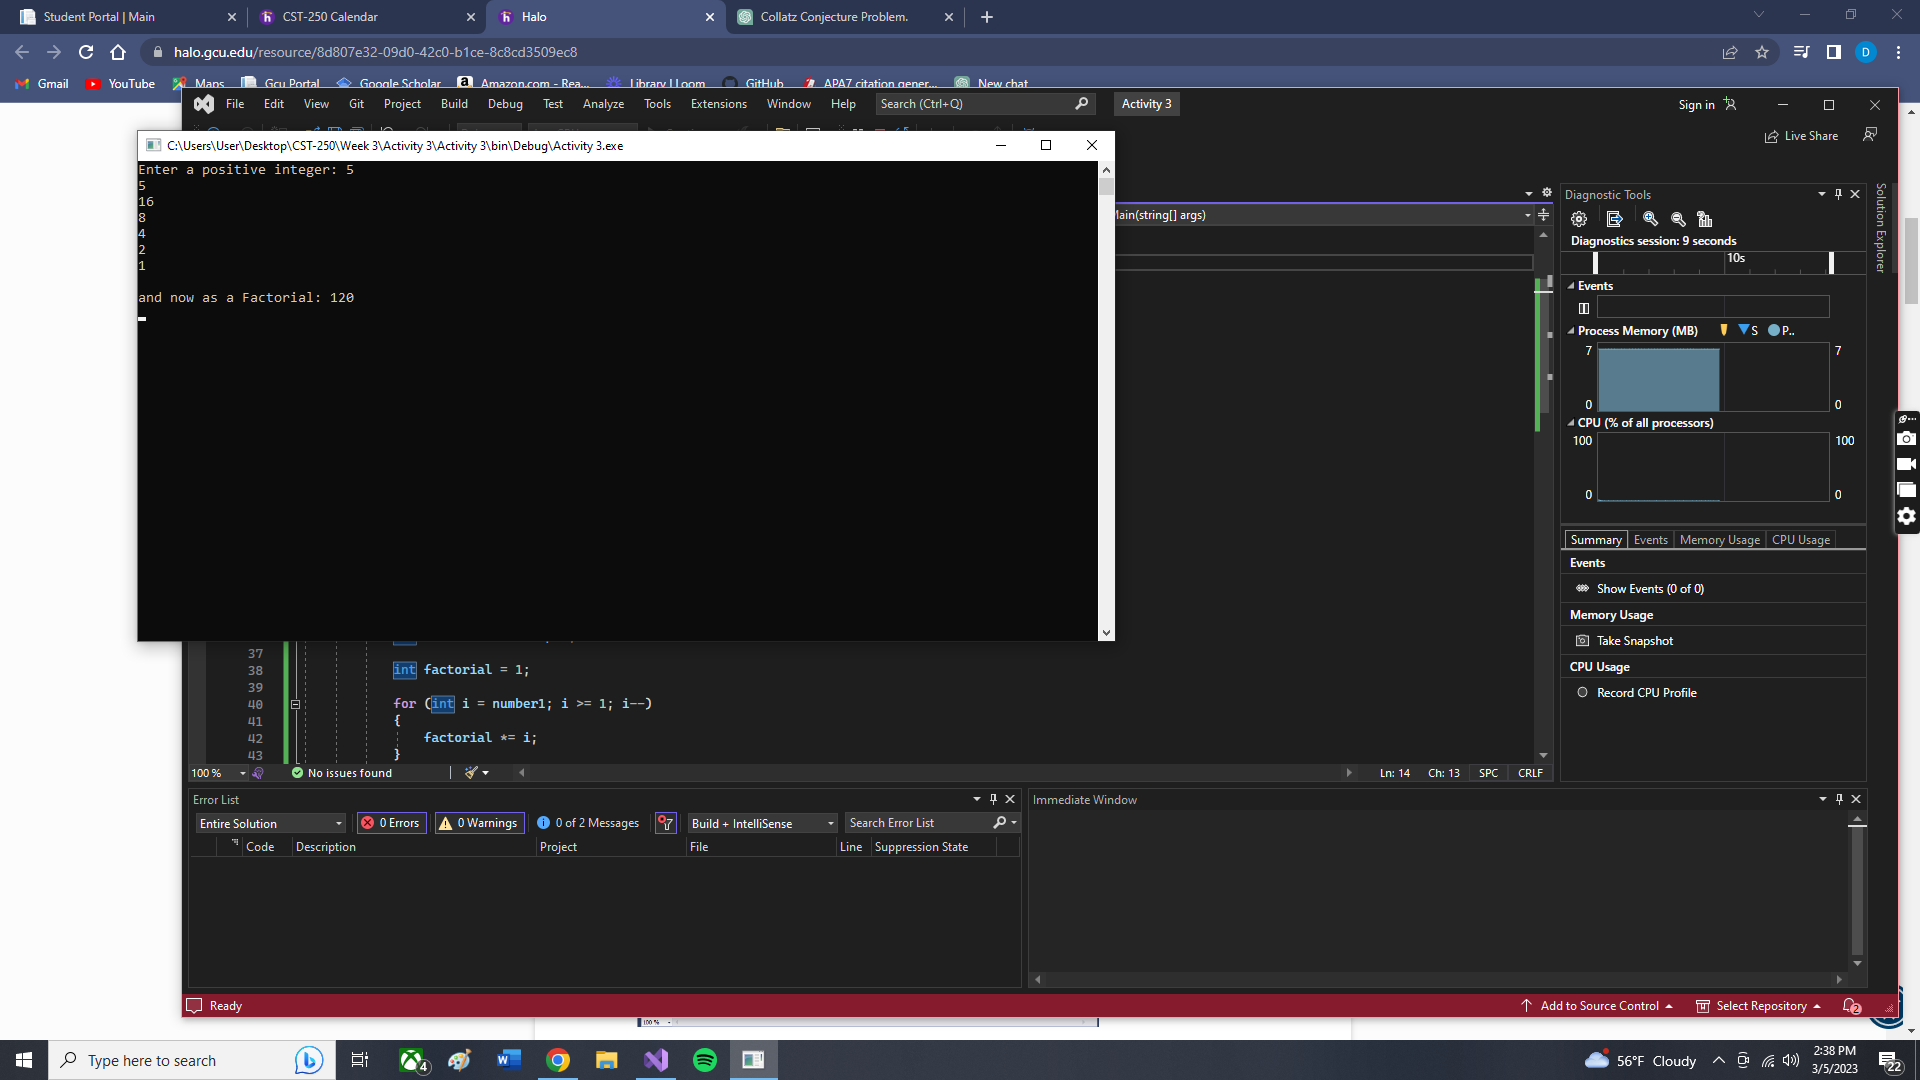 Student Portal | Main
CST-250 Calendar
Halo
Collatz Conjecture Problem.
halo.gcu.edu/resource/8d807e32-09d0-42c0-b1ce-8c8cd3509ec8
D
Gmail
YouTube
Maps
Gcu Portal
Google Scholar
Amazon.com - Rea...
Library | Loom
GitHub
APA7 citation gener...
New chat
File Edit View Git Project Build Debug Test Analyze Tools Extensions Window Help
Search (Ctrl+Q)
Activity 3
Sign in
Live Share
C:\Users\User\Desktop\CST-250\Week 3\Activity 3\Activity 3\bin\Debug\Activity 3.exe
Enter a positive integer: 5
5
16
8
4
2
1
and now as a Factorial: 120
Main(string[] args)
37
38 int factorial = 1;
39
40 for (int i = number1; i >= 1; i--)
41 {
42 factorial *= i;
43 }
100 %
No issues found
Ln: 14 Ch: 13 SPC CRLF
Diagnostic Tools
Diagnostics session: 9 seconds
10s
Events
Process Memory (MB) S P..
7 7
0 0
CPU (% of all processors)
100 100
0 0
Summary Events Memory Usage CPU Usage
Events
Show Events (0 of 0)
Memory Usage
Take Snapshot
CPU Usage
Record CPU Profile
Solution Explorer
Error List
Entire Solution
0 Errors
0 Warnings
0 of 2 Messages
Build + IntelliSense
Search Error List
Code Description Project File Line Suppression State
Immediate Window
Ready
Add to Source Control
Select Repository
2
100 %
Type here to search
4
56°F Cloudy
2:38 PM
3/5/2023
22